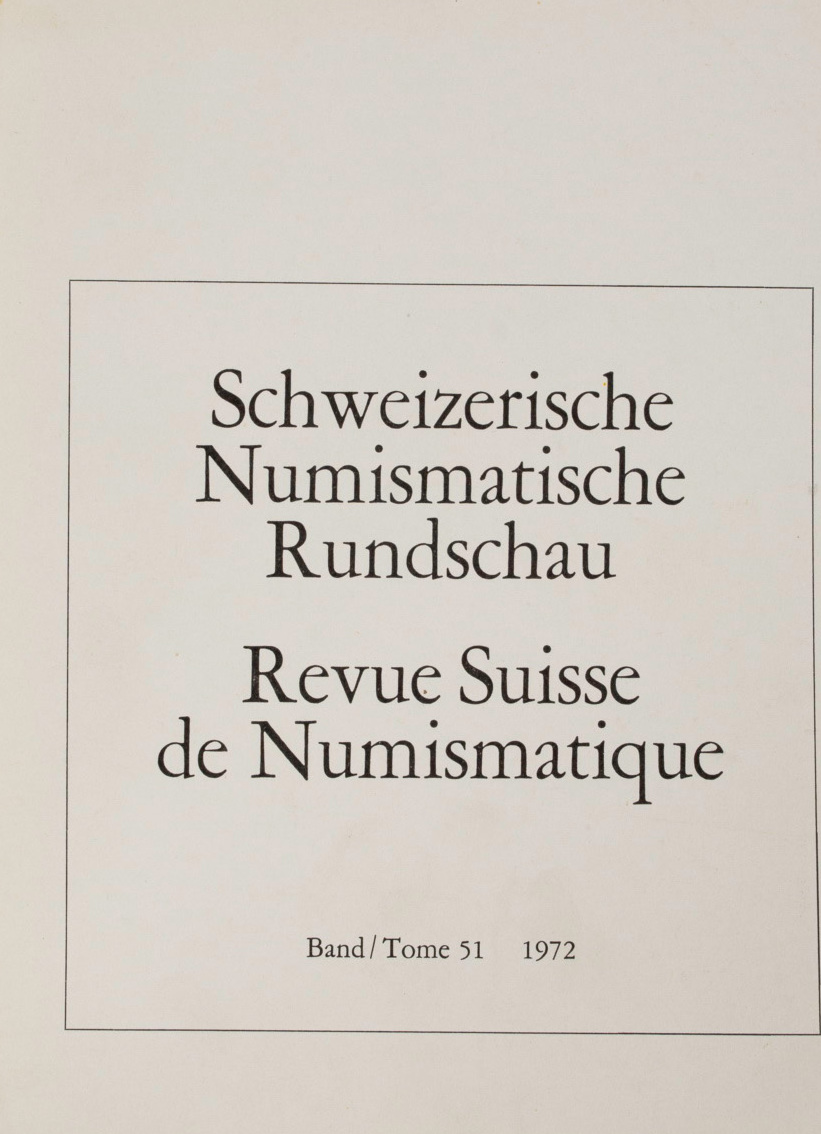 Schweizerische
Numismatische
Rundschau
Revue Suisse
de Numismatique
Band/Tome 51 1972